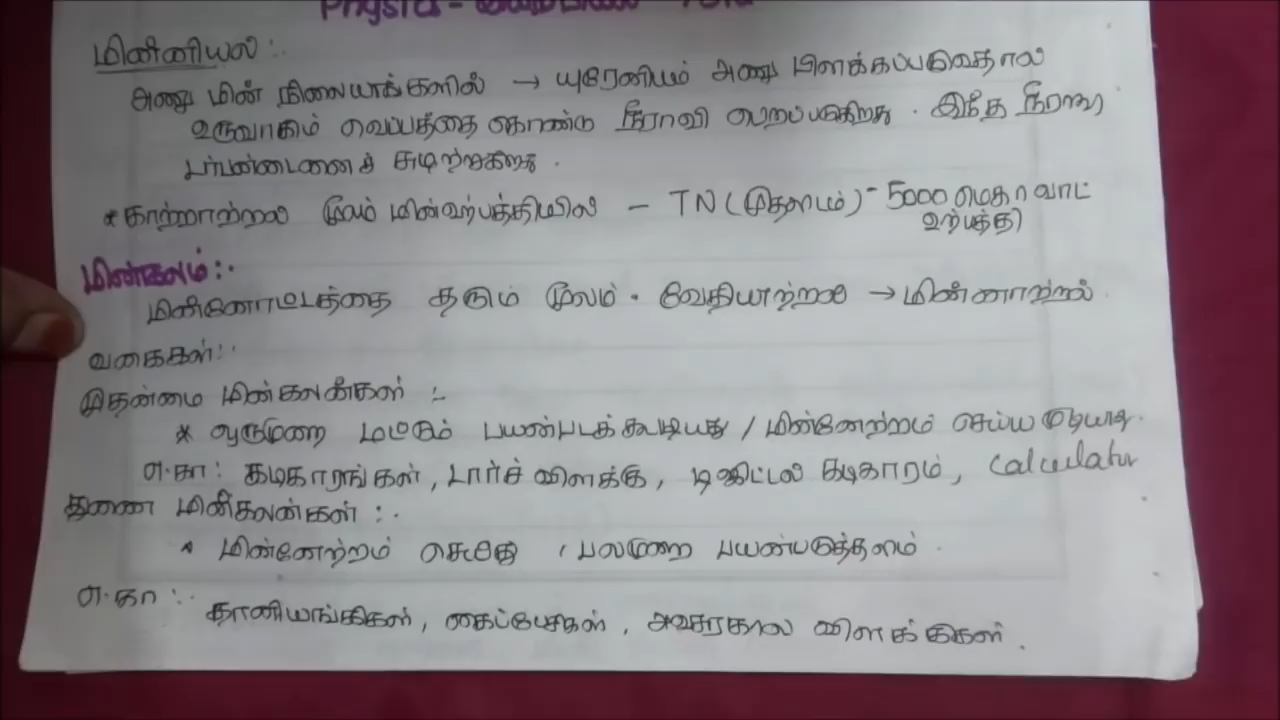 Physics -
மின்னியல் :-
அணு மின் நிலையங்களில் → யுரேனியம் அணு பிளக்கப்படுவதால்
உருவாகும் வெப்பத்தை கொண்டு நீராவி பெறப்படுகிறது. இந்த நீராவி
டர்பன்டைனைச் சுழற்றுகிறது.
* காற்றாற்றல் மூலம் மின்உற்பத்தியில் - TN (முதலிடம்) - 5000 மெகா வாட்
உற்பத்தி
மின்கலம் :-
மின்னோட்டத்தை தரும் மூலம். வேதியாற்றல் → மின்னாற்றல்.
வகைகள் :-
முதன்மை மின்கலன்கள் :-
* ஒருமுறை மட்டும் பயன்படக்கூடியது / மின்னேற்றம் செய்ய முடியாது.
எ.கா : கடிகாரங்கள், டார்ச் விளக்கு, டிஜிட்டல் கடிகாரம், Calculator
துணை மின்கலன்கள் :-
* மின்னேற்றம் செய்து / பலமுறை பயன்படுத்தலாம்.
எ.கா :-
தானியங்கிகள், கைப்பேசிகள், அவசரகால விளக்குகள்.